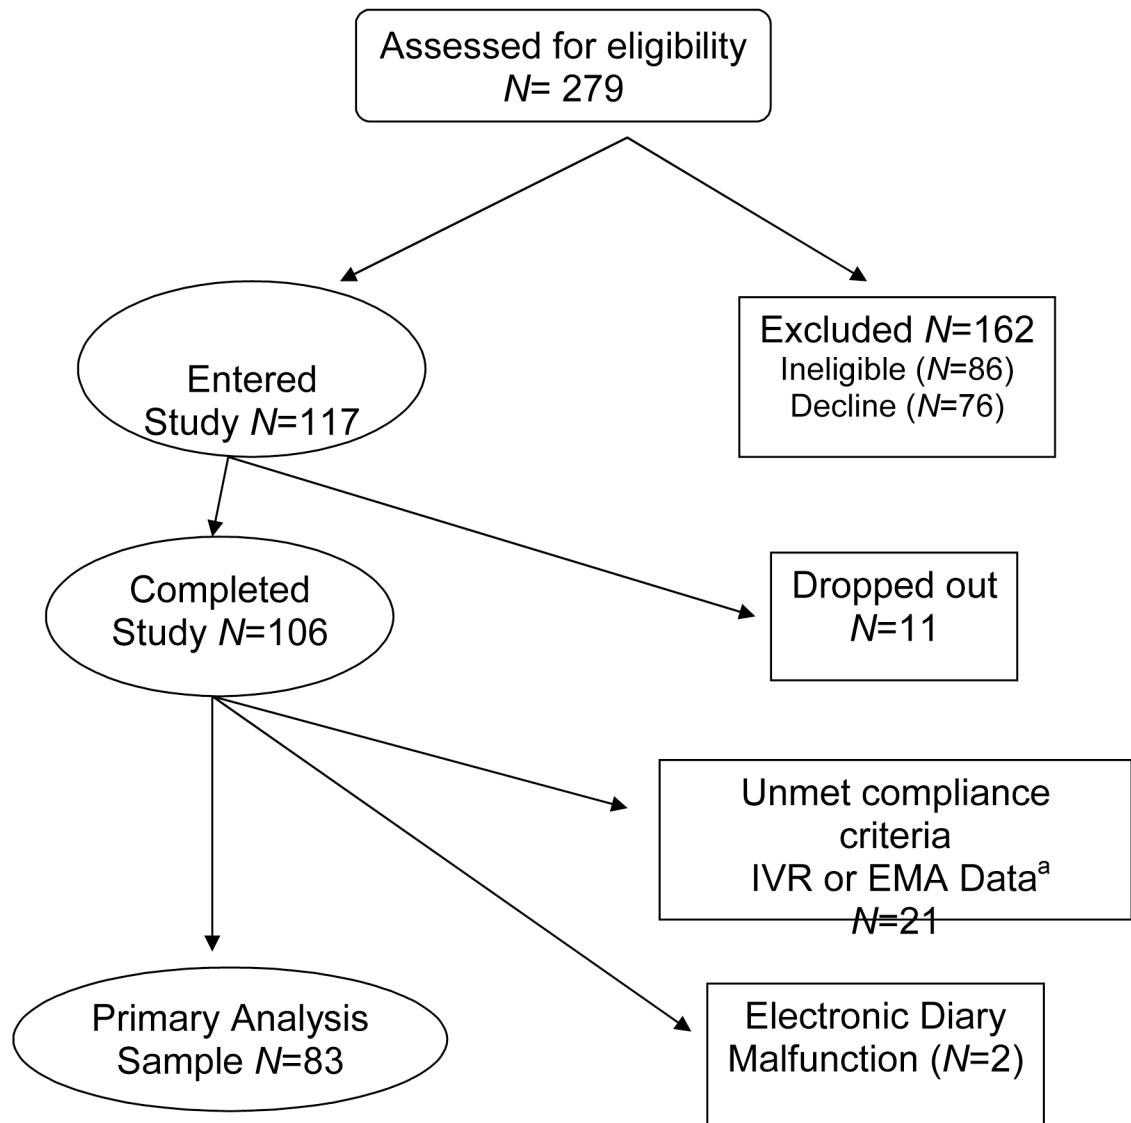 Assessed for eligibility
N= 279
Entered
Study N=117
Excluded N=162
Ineligible (N=86)
Decline (N=76)
Completed
Study N=106
Dropped out
N=11
Unmet compliance
criteria
IVR or EMA Dataᵃ
N=21
Primary Analysis
Sample N=83
Electronic Diary
Malfunction (N=2)